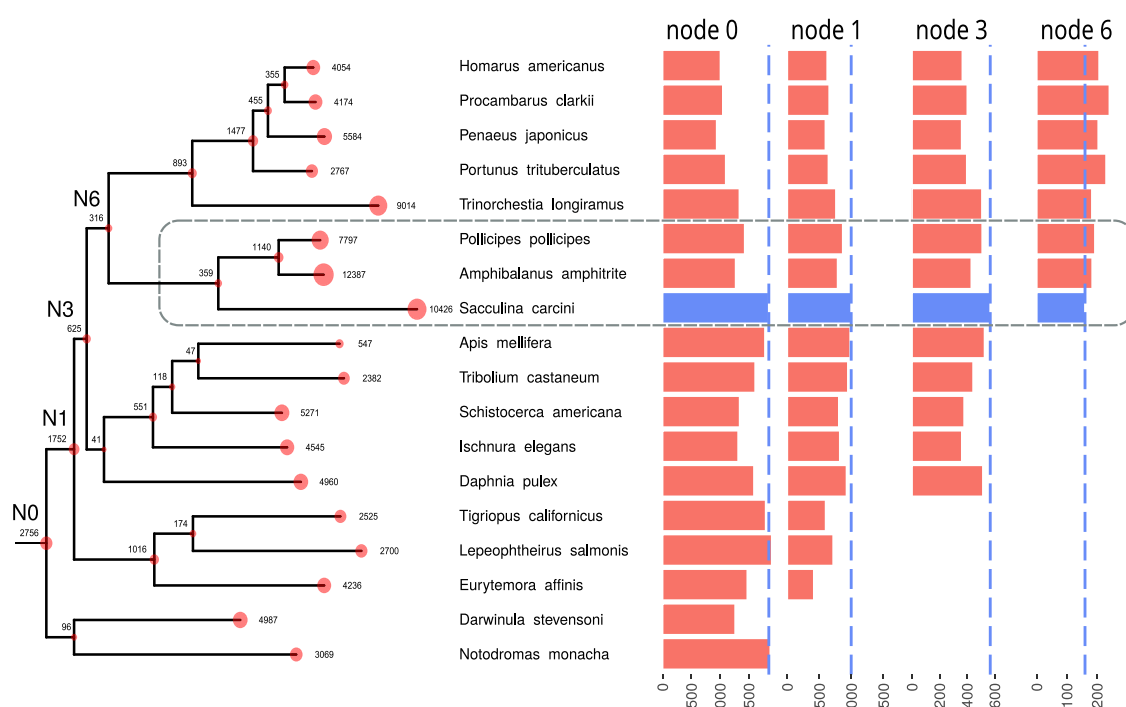 node 0 node 1 node 3 node 6
4054 Homarus americanus
355
4174 Procambarus clarkii
455
1477 5584 Penaeus japonicus
893
2767 Portunus trituberculatus
N6
9014 Trinorchestia longiramus
316
7797 Pollicipes pollicipes
1140
359 12387 Amphibalanus amphitrite
N3 10426 Sacculina carcini
625
547 Apis mellifera
47
118 2382 Tribolium castaneum
551 5271 Schistocerca americana
N1
1752 41 4545 Ischnura elegans
4960 Daphnia pulex
N0 2525 Tigriopus californicus
174
2756
1016 2700 Lepeophtheirus salmonis
4236 Eurytemora affinis
96 4987 Darwinula stevensoni
3069 Notodromas monacha
0 500 500 0 500 500 500 0 200 400 600 0 100 200